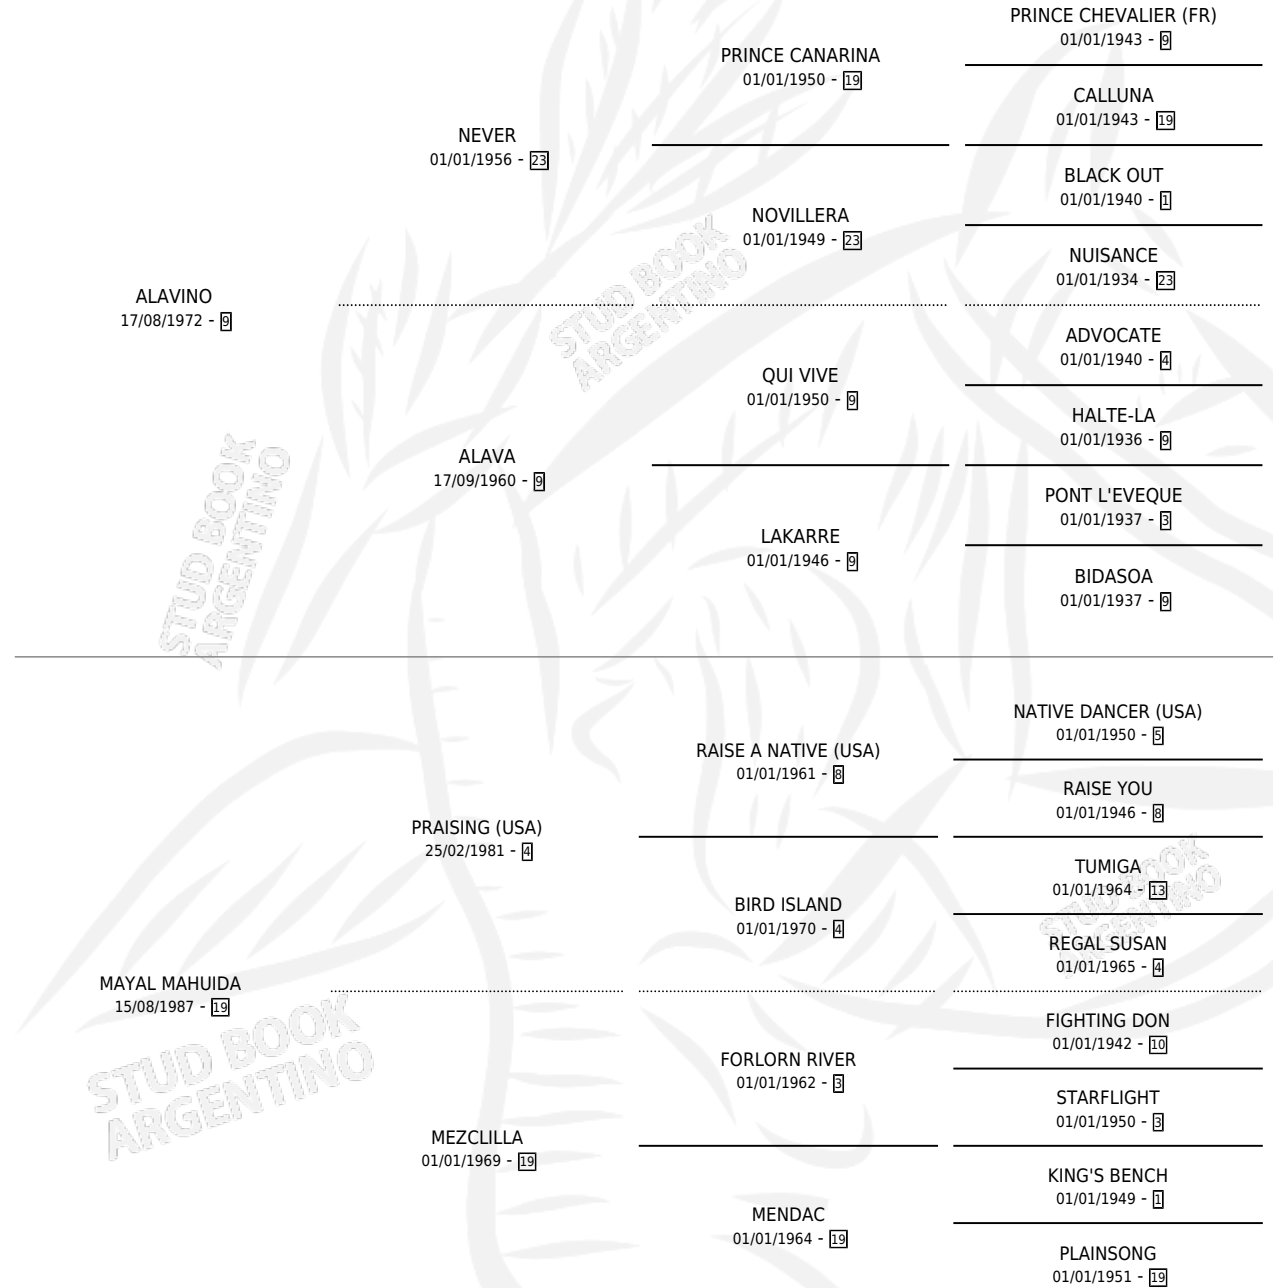 PRINCE CHEVALIER (FR)
01/01/1943 - 9
PRINCE CANARINA
01/01/1950 - 19
CALLUNA
01/01/1943 - 19
NEVER
01/01/1956 - 23
BLACK OUT
01/01/1940 - 1
NOVILLERA
01/01/1949 - 23
NUISANCE
01/01/1934 - 23
ALAVINO
17/08/1972 - 9
STUD BOOK
ARGENTINO
ADVOCATE
01/01/1940 - 4
QUI VIVE
01/01/1950 - 9
HALTE-LA
01/01/1936 - 9
ALAVA
17/09/1960 - 9
PONT L'EVEQUE
01/01/1937 - 3
LAKARRE
01/01/1946 - 9
BIDASOA
01/01/1937 - 9
STUD BOOK
ARGENTINO
NATIVE DANCER (USA)
01/01/1950 - 5
RAISE A NATIVE (USA)
01/01/1961 - 8
RAISE YOU
01/01/1946 - 8
PRAISING (USA)
25/02/1981 - 4
TUMIGA
01/01/1964 - 13
BIRD ISLAND
01/01/1970 - 4
REGAL SUSAN
01/01/1965 - 4
STUD BOOK
ARGENTINO
MAYAL MAHUIDA
15/08/1987 - 19
FIGHTING DON
01/01/1942 - 10
FORLORN RIVER
01/01/1962 - 3
STARFLIGHT
01/01/1950 - 3
STUD BOOK
ARGENTINO
MEZCLILLA
01/01/1969 - 19
KING'S BENCH
01/01/1949 - 1
MENDAC
01/01/1964 - 19
PLAINSONG
01/01/1951 - 19